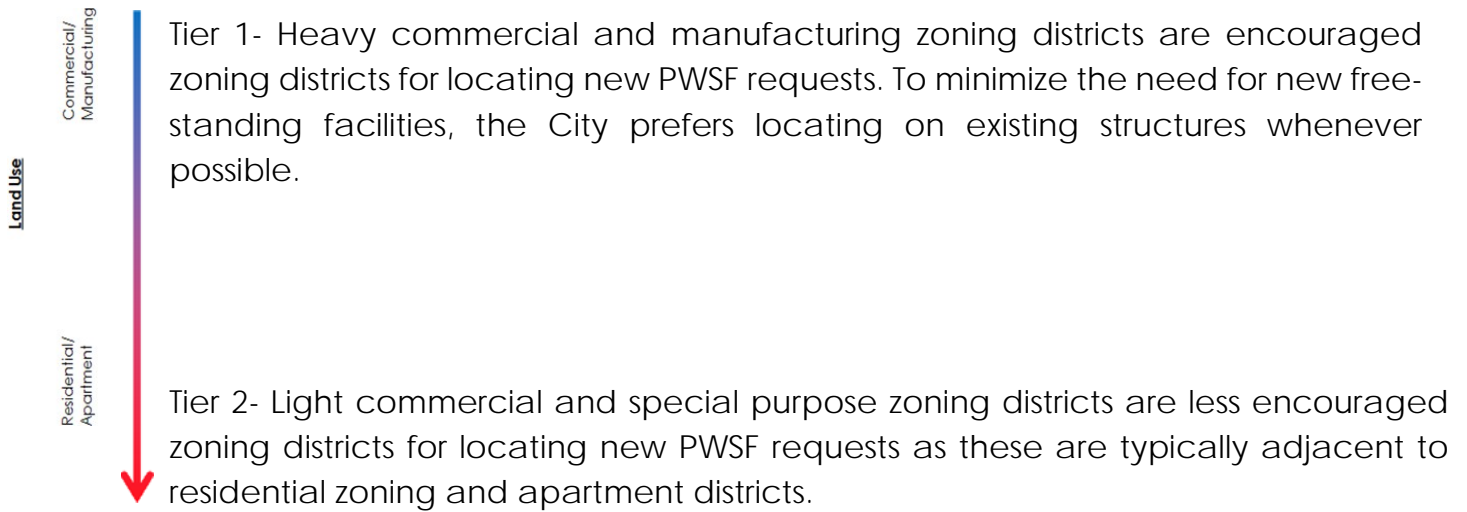 Land Use
Commercial/
Manufacturing
Tier 1- Heavy commercial and manufacturing zoning districts are encouraged
zoning districts for locating new PWSF requests. To minimize the need for new free-
standing facilities, the City prefers locating on existing structures whenever
possible.
Residential/
Apartment
Tier 2- Light commercial and special purpose zoning districts are less encouraged
zoning districts for locating new PWSF requests as these are typically adjacent to
residential zoning and apartment districts.